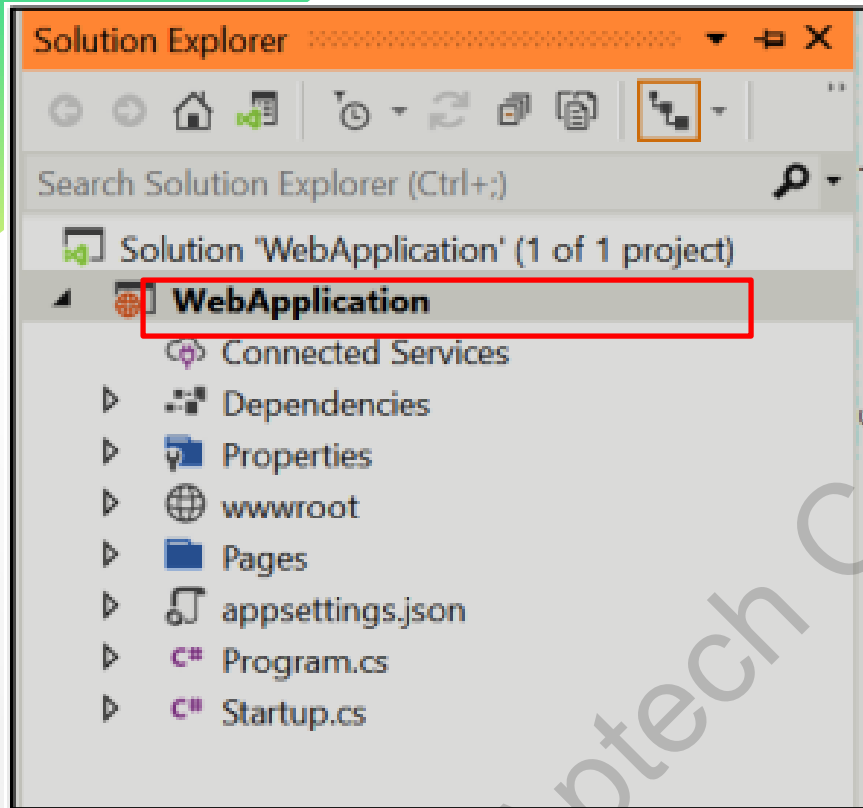 Solution Explorer
Search Solution Explorer (Ctrl+;)
Solution 'WebApplication' (1 of 1 project)
WebApplication
Connected Services
Dependencies
Properties
wwwroot
Pages
appsettings.json
C# Program.cs
C# Startup.cs